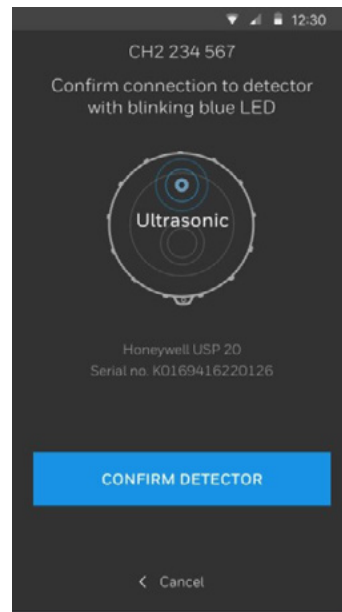 12:30
CH2 234 567
Confirm connection to detector
with blinking blue LED
Ultrasonic
Honeywell USP 20
Serial no. K0169416220126
CONFIRM DETECTOR
Cancel